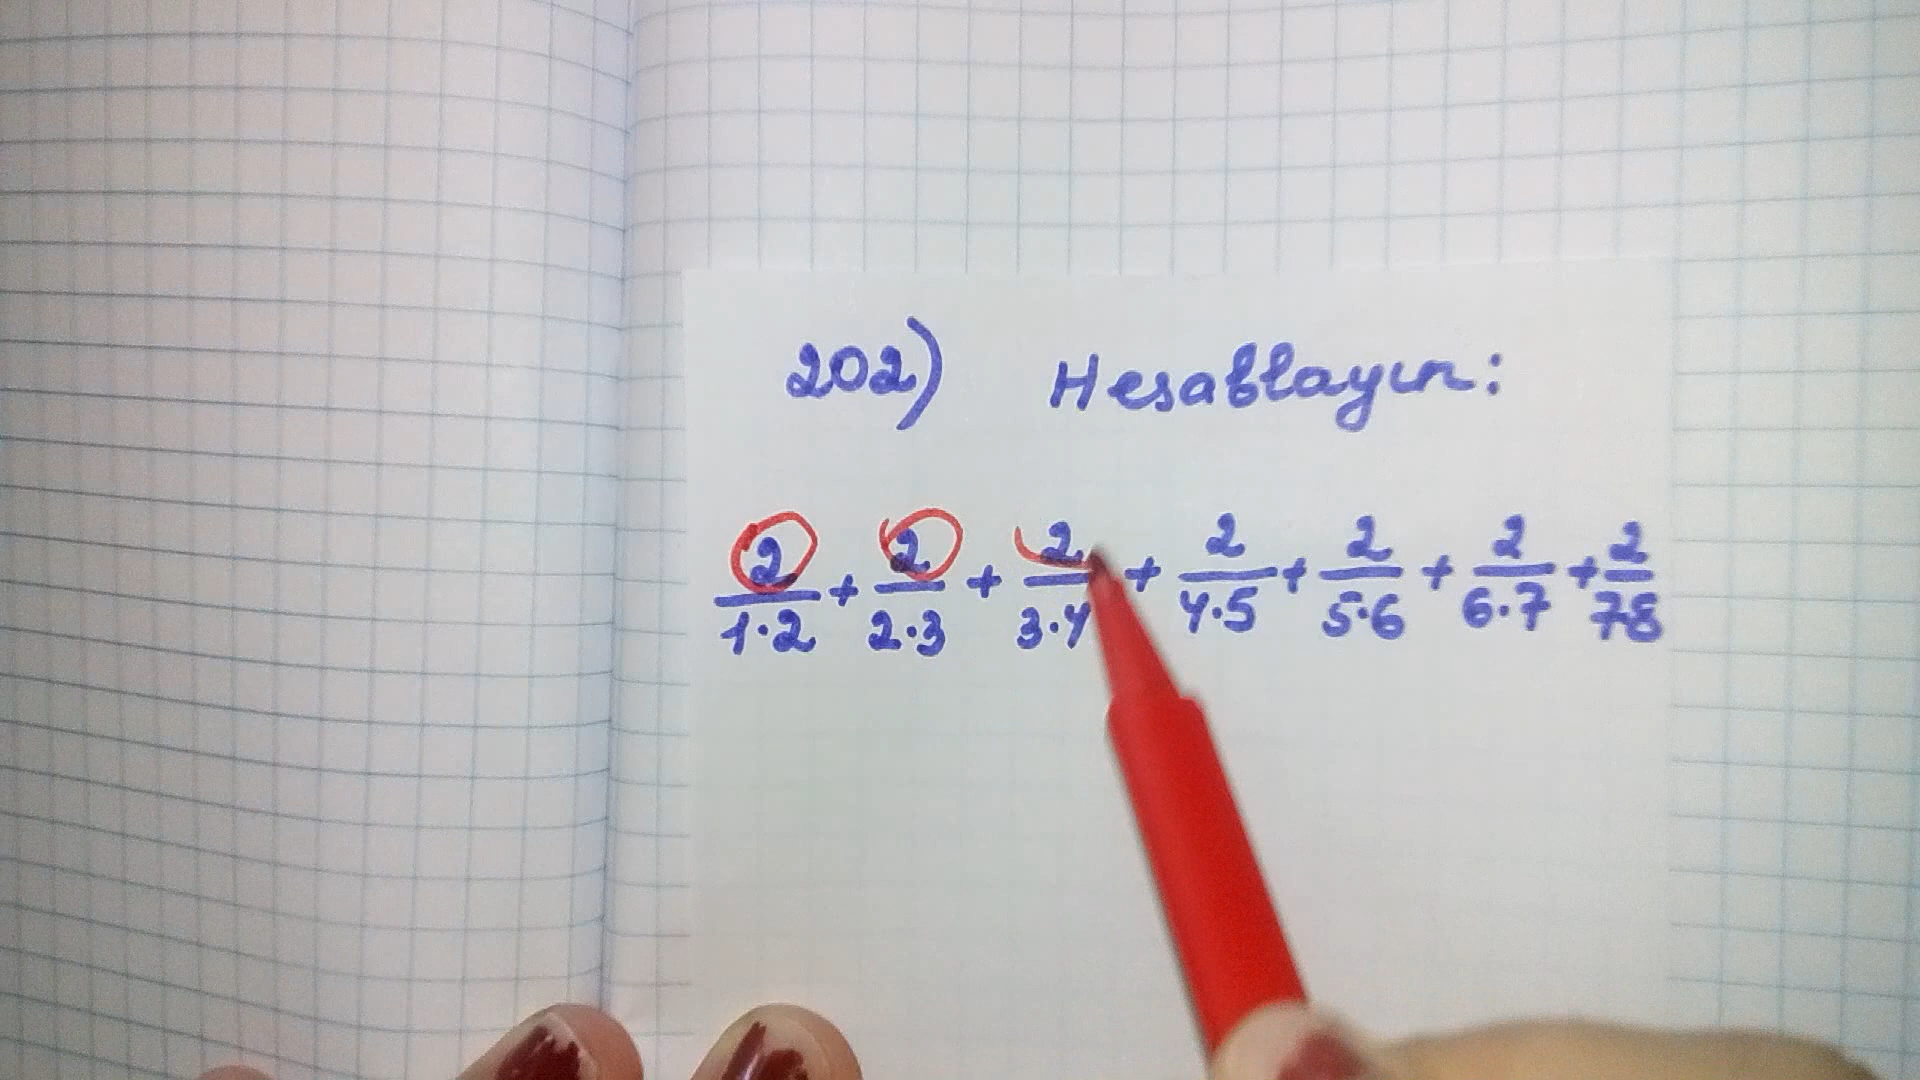 202) Hesablayın:
2/1·2 + 2/2·3 + 2/3·4 + 2/4·5 + 2/5·6 + 2/6·7 + 2/78